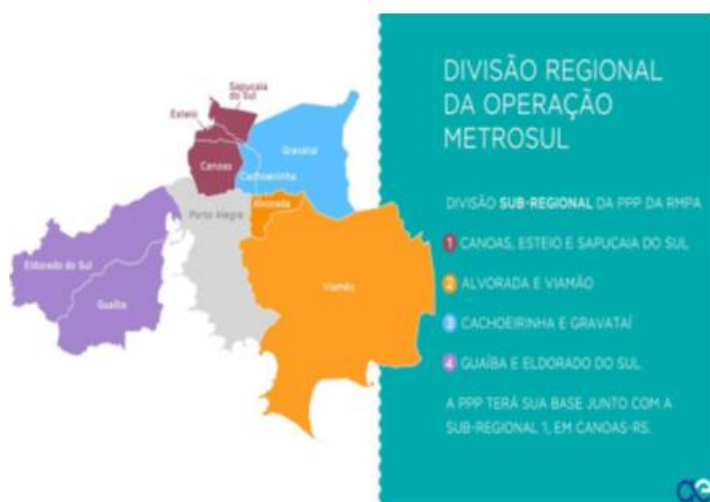 Sapucaia
do Sul
Esteio
Canoas
Gravataí
Cachoeirinha
Alvorada
Porto Alegre
Eldorado do Sul
Guaíba
Viamão
DIVISÃO REGIONAL
DA OPERAÇÃO
METROSUL
DIVISÃO SUB-REGIONAL DA PPP DA RMPA
1 CANOAS, ESTEIO E SAPUCAIA DO SUL
2 ALVORADA E VIAMÃO
3 CACHOEIRINHA E GRAVATAÍ
4 GUAÍBA E ELDORADO DO SUL
A PPP TERÁ SUA BASE JUNTO COM A
SUB-REGIONAL 1, EM CANOAS-RS.